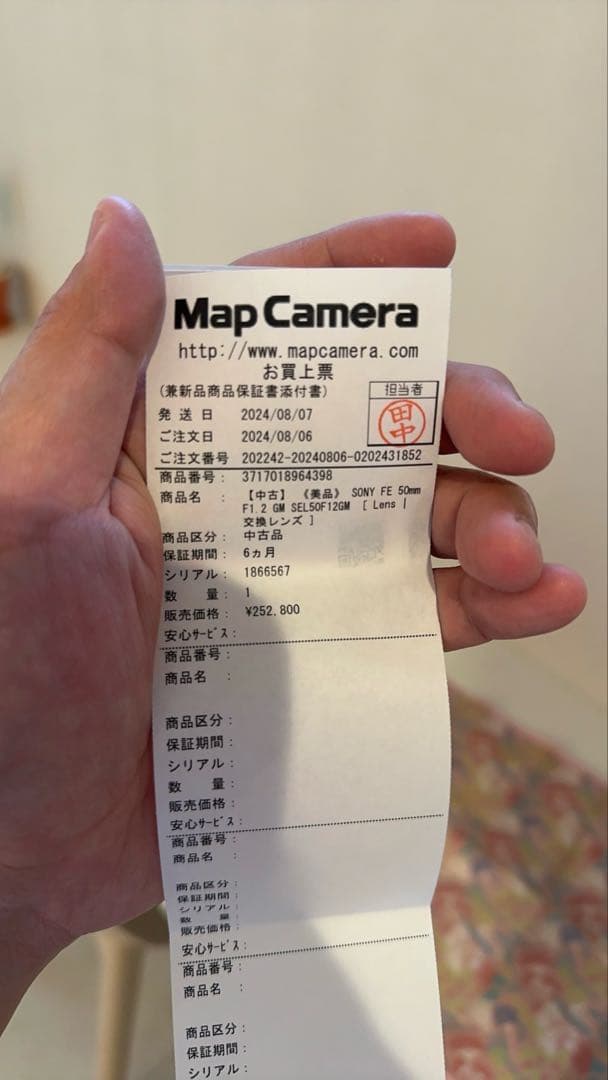 Map Camera
http://www.mapcamera.com
お買上票
(兼新品商品保証書添付書)
担当者
田中
発送日 2024/08/07
ご注文日 2024/08/06
ご注文番号 202242-20240806-0202431852
商品番号: 3717018964398
商品名 : 【中古】 《美品》 SONY FE 50mm
F1.2 GM SEL50F12GM [ Lens |
交換レンズ ]
商品区分: 中古品
保証期間: 6ヵ月
シリアル: 1866567
数 量: 1
販売価格: ¥252,800
安心ｻｰﾋﾞｽ:
商品番号:
商品名 :
商品区分:
保証期間:
シリアル:
数 量:
販売価格:
安心ｻｰﾋﾞｽ:
商品番号:
商品名 :
商品区分:
保証期間:
シリアル:
数 量:
販売価格:
安心ｻｰﾋﾞｽ:
商品番号:
商品名 :
商品区分:
保証期間:
シリアル: